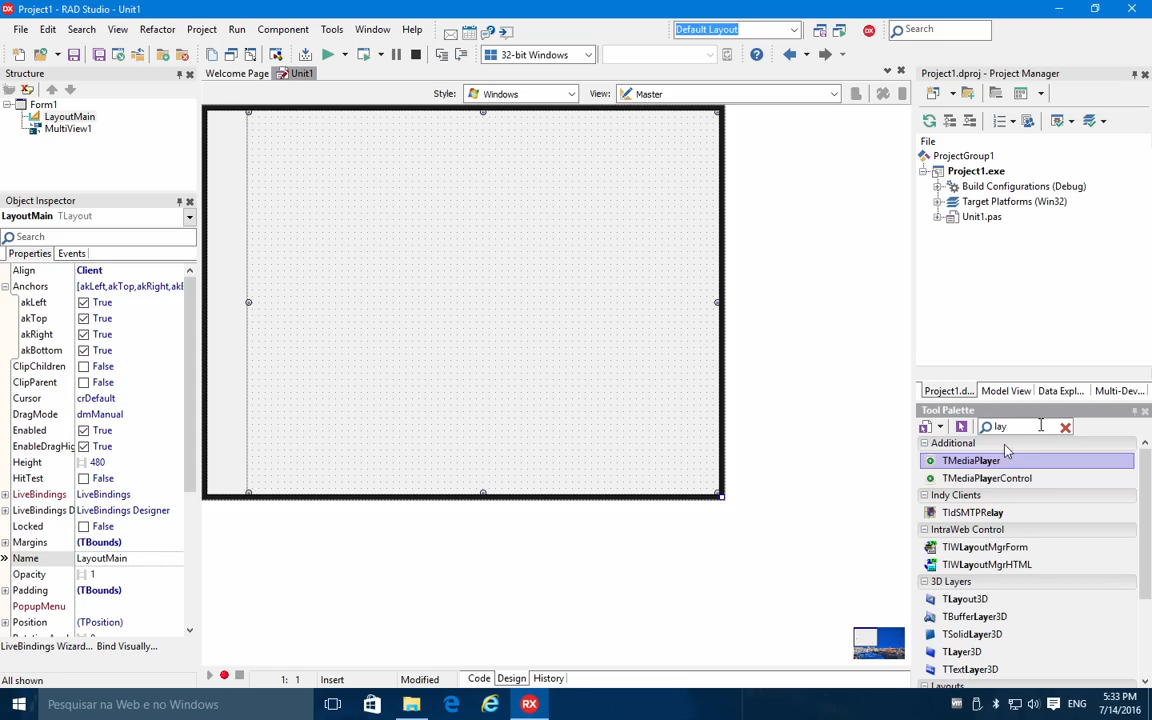 Project1 - RAD Studio - Unit1
File Edit Search View Refactor Project Run Component Tools Window Help
Default Layout
Search
32-bit Windows
Structure
Form1
LayoutMain
MultiView1
Object Inspector
LayoutMain TLayout
Search
Properties Events
Align Client
Anchors [akLeft,akTop,akRight,akE
akLeft True
akTop True
akRight True
akBottom True
ClipChildren False
ClipParent False
Cursor crDefault
DragMode dmManual
Enabled True
EnableDragHig True
Height 480
HitTest False
LiveBindings LiveBindings
LiveBindings D LiveBindings Designer
Locked False
Margins (TBounds)
Name LayoutMain
Opacity 1
Padding (TBounds)
PopupMenu
Position (TPosition)
LiveBindings Wizard... Bind Visually...
All shown
Welcome Page Unit1
Style: Windows View: Master
1: 1 Insert Modified Code Design History
Project1.dproj - Project Manager
File
ProjectGroup1
Project1.exe
Build Configurations (Debug)
Target Platforms (Win32)
Unit1.pas
Project1.d... Model View Data Expl... Multi-Dev...
Tool Palette
lay
Additional
TMediaPlayer
TMediaPlayerControl
Indy Clients
TIdSMTPRelay
IntraWeb Control
TIWLayoutMgrForm
TIWLayoutMgrHTML
3D Layers
TLayout3D
TBufferLayer3D
TSolidLayer3D
TLayer3D
TTextLayer3D
Layouts
Pesquisar na Web e no Windows
RX
ENG
5:33 PM
7/14/2016